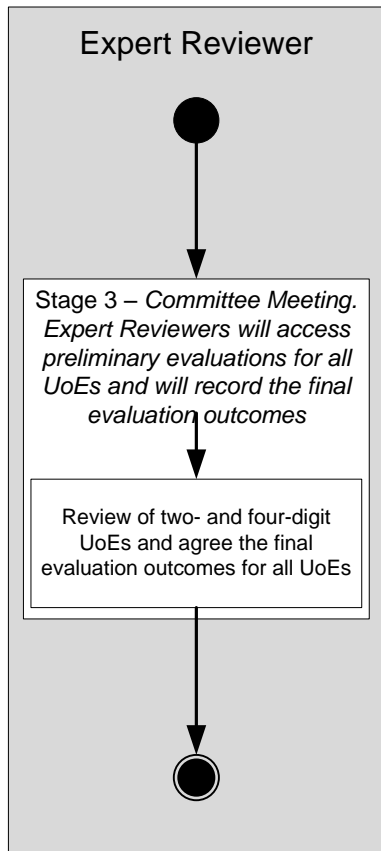 Expert Reviewer
Stage 3 – Committee Meeting.
Expert Reviewers will access
preliminary evaluations for all
UoEs and will record the final
evaluation outcomes
Review of two- and four-digit
UoEs and agree the final
evaluation outcomes for all UoEs